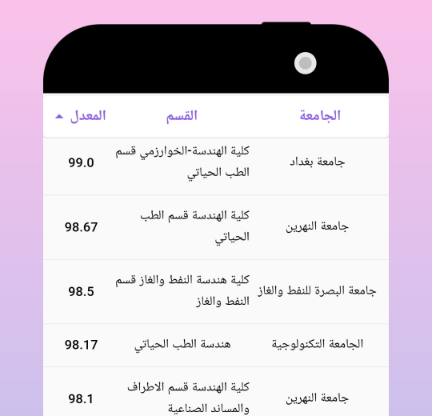 الجامعة القسم المعدل
جامعة بغداد كلية الهندسة-الخوارزمي قسم الطب الحياتي 99.0
جامعة النهرين كلية الهندسة قسم الطب الحياتي 98.67
جامعة البصرة للنفط والغاز كلية هندسة النفط والغاز قسم النفط والغاز 98.5
الجامعة التكنولوجية هندسة الطب الحياتي 98.17
جامعة النهرين كلية الهندسة قسم الاطراف والمساند الصناعية 98.1